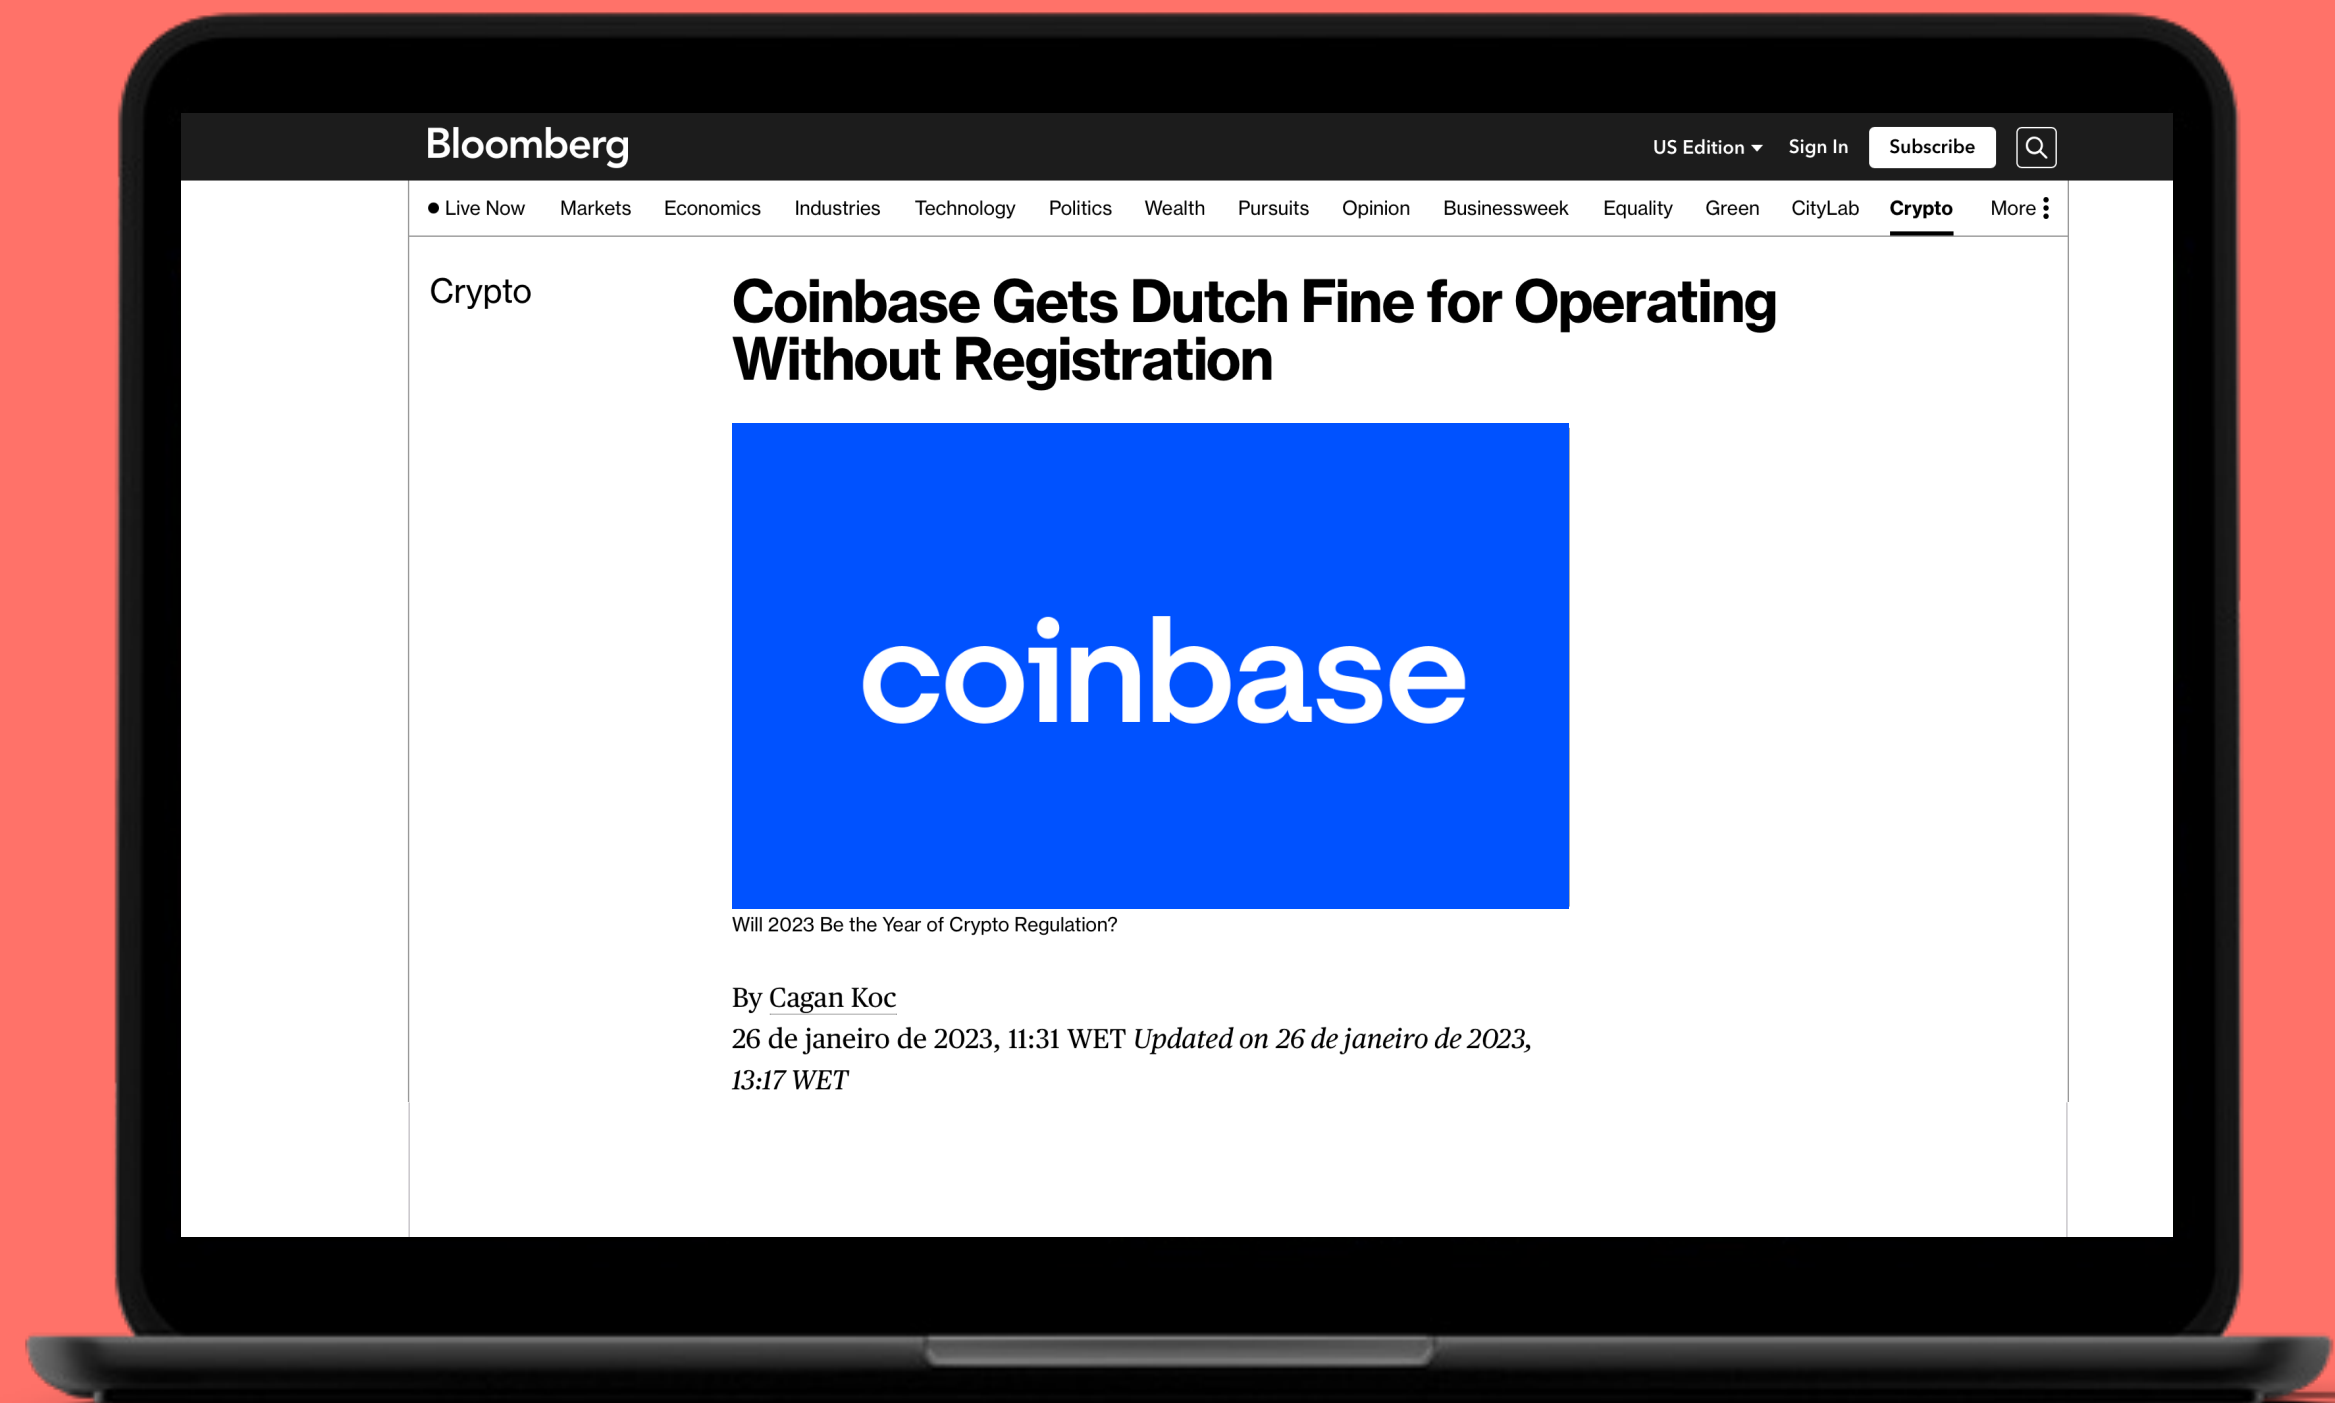 Bloomberg
US Edition
Sign In
Subscribe
Live Now
Markets
Economics
Industries
Technology
Politics
Wealth
Pursuits
Opinion
Businessweek
Equality
Green
CityLab
Crypto
More
Crypto
Coinbase Gets Dutch Fine for Operating
Without Registration
coinbase
Will 2023 Be the Year of Crypto Regulation?
By Cagan Koc
26 de janeiro de 2023, 11:31 WET Updated on 26 de janeiro de 2023,
13:17 WET